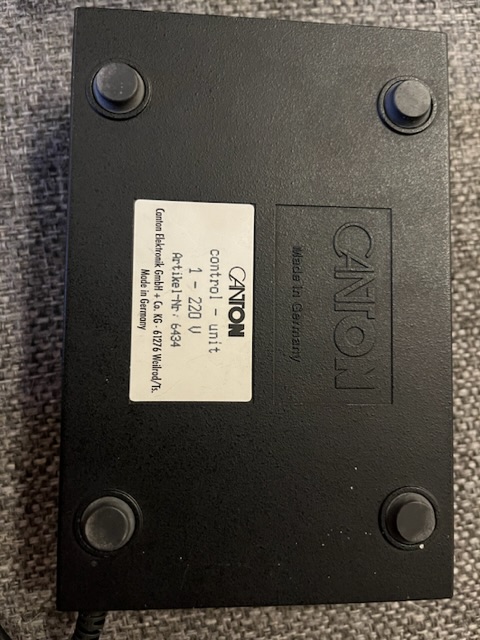 CANTON
Made in Germany
CANTON
control - unit
1 - 220 V
Artikel-Nr. 6434
Canton Elektronik GmbH + Co. KG · 61276 Weilrod/Ts.
Made in Germany